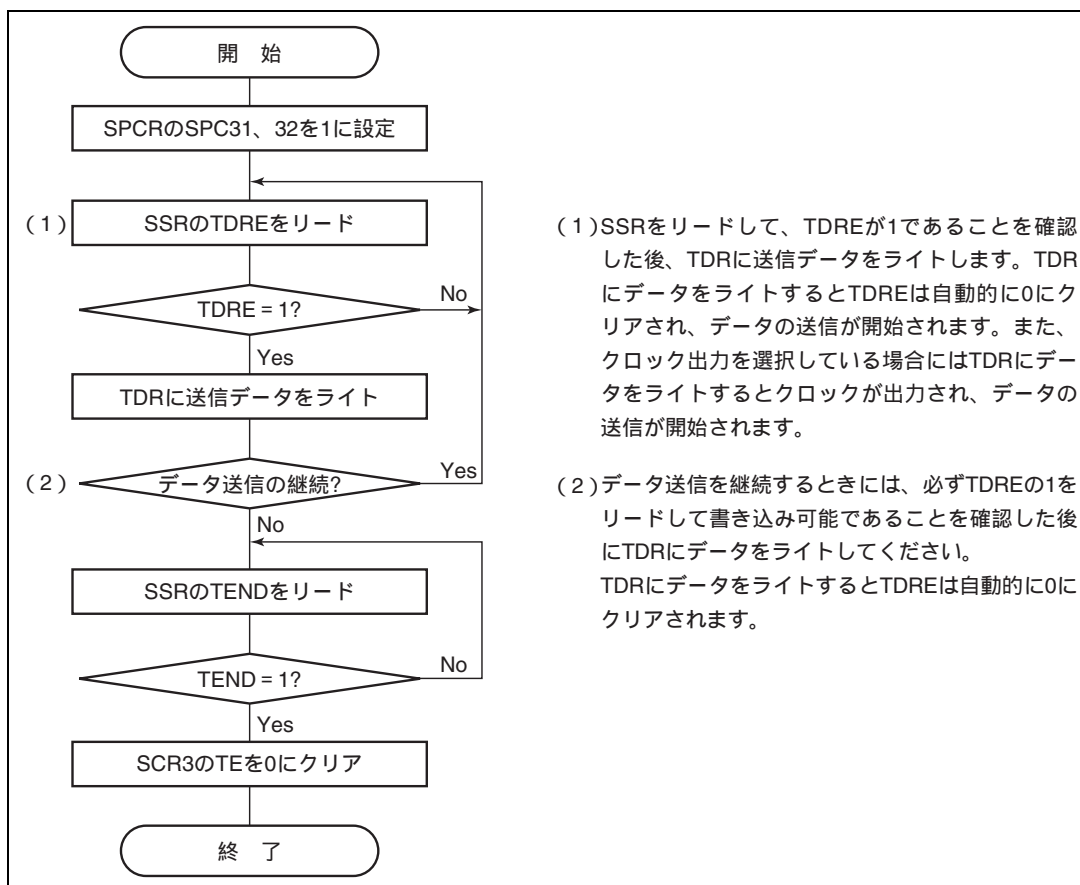 開 始
SPCRのSPC31、32を1に設定
(1)
SSRのTDREをリード
TDRE = 1?
No
Yes
TDRに送信データをライト
(2)
データ送信の継続?
Yes
No
SSRのTENDをリード
TEND = 1?
No
Yes
SCR3のTEを0にクリア
終 了
(1)SSRをリードして、TDREが1であることを確認
した後、TDRに送信データをライトします。TDR
にデータをライトするとTDREは自動的に0にク
リアされ、データの送信が開始されます。また、
クロック出力を選択している場合にはTDRにデー
タをライトするとクロックが出力され、データの
送信が開始されます。
(2)データ送信を継続するときには、必ずTDREの1を
リードして書き込み可能であることを確認した後
にTDRにデータをライトしてください。
TDRにデータをライトするとTDREは自動的に0に
クリアされます。